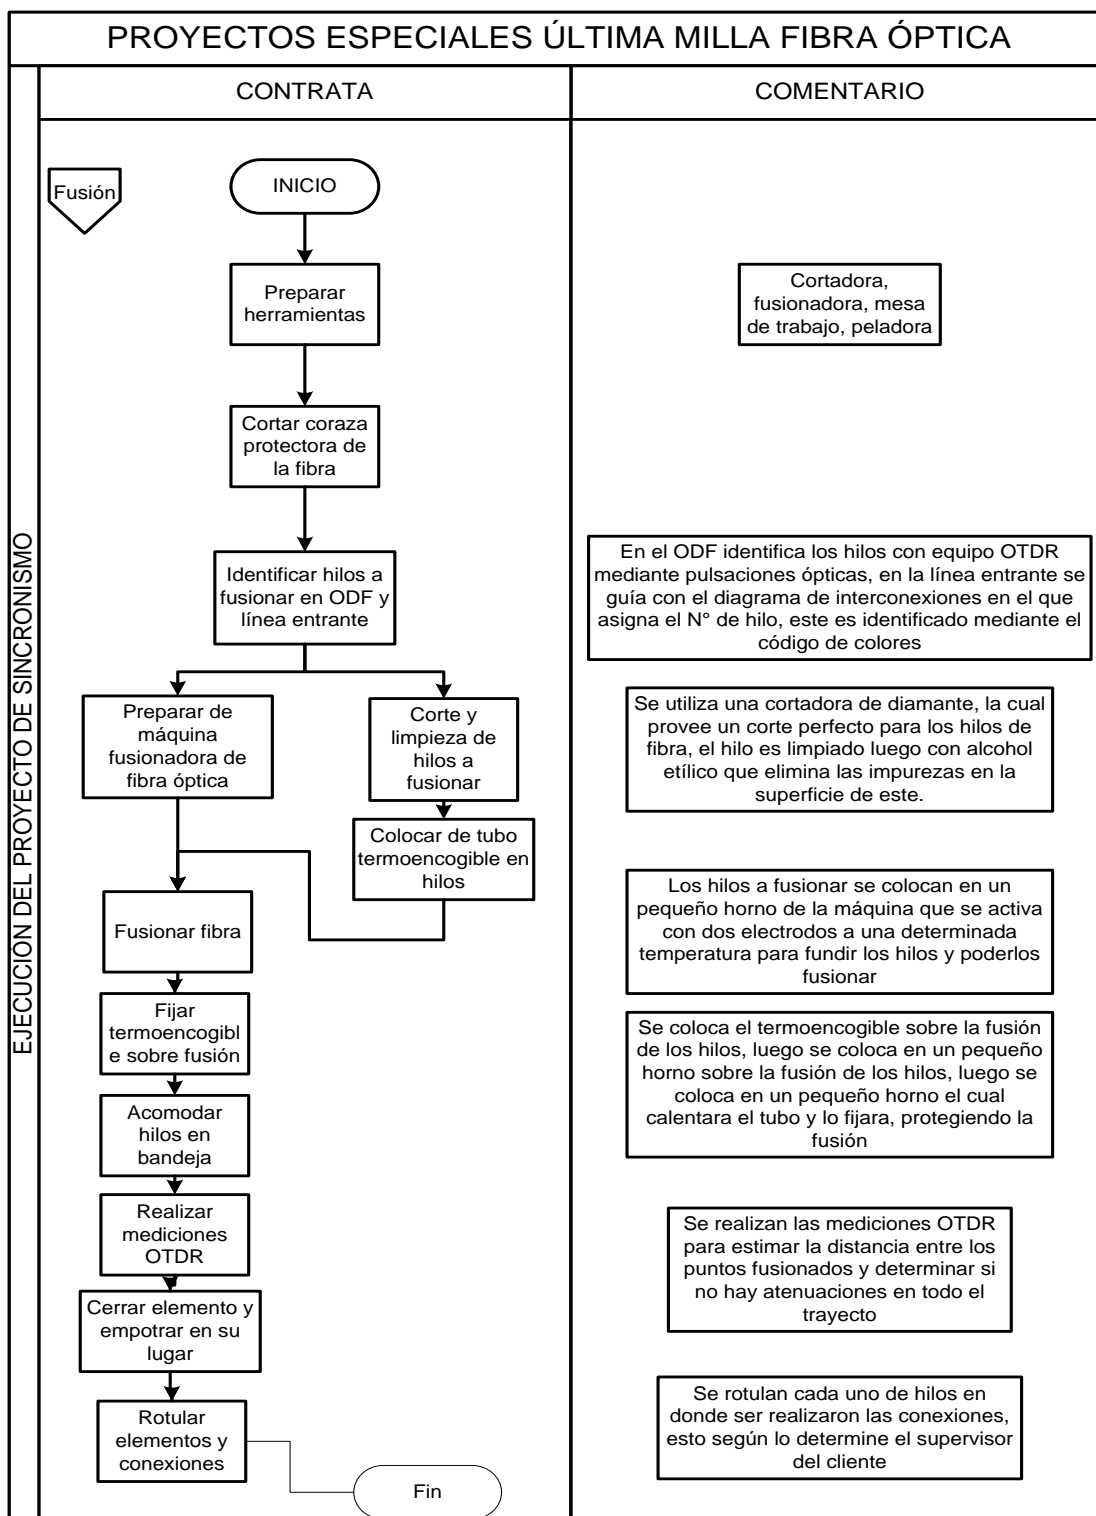 PROYECTOS ESPECIALES ÚLTIMA MILLA FIBRA ÓPTICA
CONTRATA
COMENTARIO
EJECUCIÓN DEL PROYECTO DE SINCRONISMO
Fusión
INICIO
Preparar
herramientas
Cortadora,
fusionadora, mesa
de trabajo, peladora
Cortar coraza
protectora de
la fibra
Identificar hilos a
fusionar en ODF y
línea entrante
En el ODF identifica los hilos con equipo OTDR
mediante pulsaciones ópticas, en la línea entrante se
guía con el diagrama de interconexiones en el que
asigna el N° de hilo, este es identificado mediante el
código de colores
Preparar de
máquina
fusionadora de
fibra óptica
Corte y
limpieza de
hilos a
fusionar
Se utiliza una cortadora de diamante, la cual
provee un corte perfecto para los hilos de
fibra, el hilo es limpiado luego con alcohol
etílico que elimina las impurezas en la
superficie de este.
Colocar de tubo
termoencogible en
hilos
Fusionar fibra
Los hilos a fusionar se colocan en un
pequeño horno de la máquina que se activa
con dos electrodos a una determinada
temperatura para fundir los hilos y poderlos
fusionar
Fijar
termoencogibl
e sobre fusión
Se coloca el termoencogible sobre la fusión
de los hilos, luego se coloca en un pequeño
horno sobre la fusión de los hilos, luego se
coloca en un pequeño horno el cual
calentara el tubo y lo fijara, protegiendo la
fusión
Acomodar
hilos en
bandeja
Realizar
mediciones
OTDR
Se realizan las mediciones OTDR
para estimar la distancia entre los
puntos fusionados y determinar si
no hay atenuaciones en todo el
trayecto
Cerrar elemento y
empotrar en su
lugar
Rotular
elementos y
conexiones
Se rotulan cada uno de hilos en
donde ser realizaron las conexiones,
esto según lo determine el supervisor
del cliente
Fin